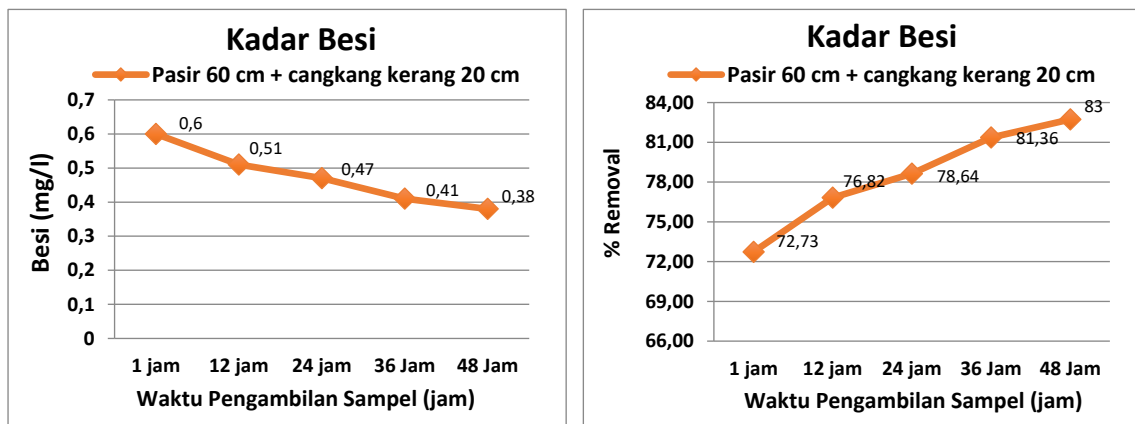 Kadar Besi
Pasir 60 cm + cangkang kerang 20 cm
Besi (mg/l)
0,7
0,6
0,5
0,4
0,3
0,2
0,1
0
0,6
0,51
0,47
0,41
0,38
1 jam 12 jam 24 jam 36 Jam 48 Jam
Waktu Pengambilan Sampel (jam)
Kadar Besi
Pasir 60 cm + cangkang kerang 20 cm
% Removal
84,00
81,00
78,00
75,00
72,00
69,00
66,00
72,73
76,82
78,64
81,36
83
1 jam 12 jam 24 jam 36 Jam 48 Jam
Waktu Pengambilan Sampel (jam)